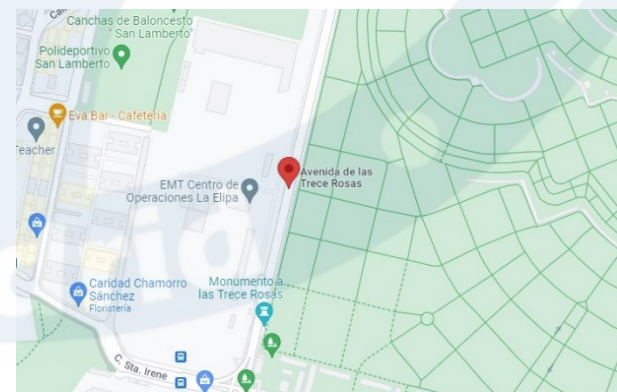 Canchas de Baloncesto
San Lamberto
Polideportivo
San Lamberto
Eva Bar - Cafeteria
Teacher
Avenida de las
Trece Rosas
EMT Centro de
Operaciones La Elipa
Caridad Chamorro
Sánchez
Floristería
Monumento a
las Trece Rosas
C. Sta. Irene